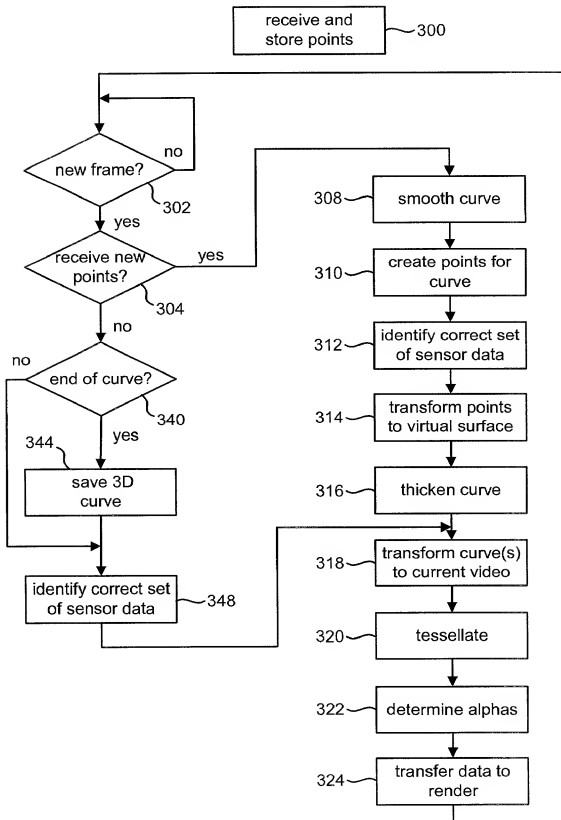 receive and
store points
300
new frame?
no
302
yes
receive new
points?
yes
304
no
no
end of curve?
340
yes
344
save 3D
curve
identify correct set
of sensor data
348
308
smooth curve
310
create points for
curve
312
identify correct set
of sensor data
314
transform points
to virtual surface
316
thicken curve
318
transform curve(s)
to current video
320
tessellate
322
determine alphas
324
transfer data to
render